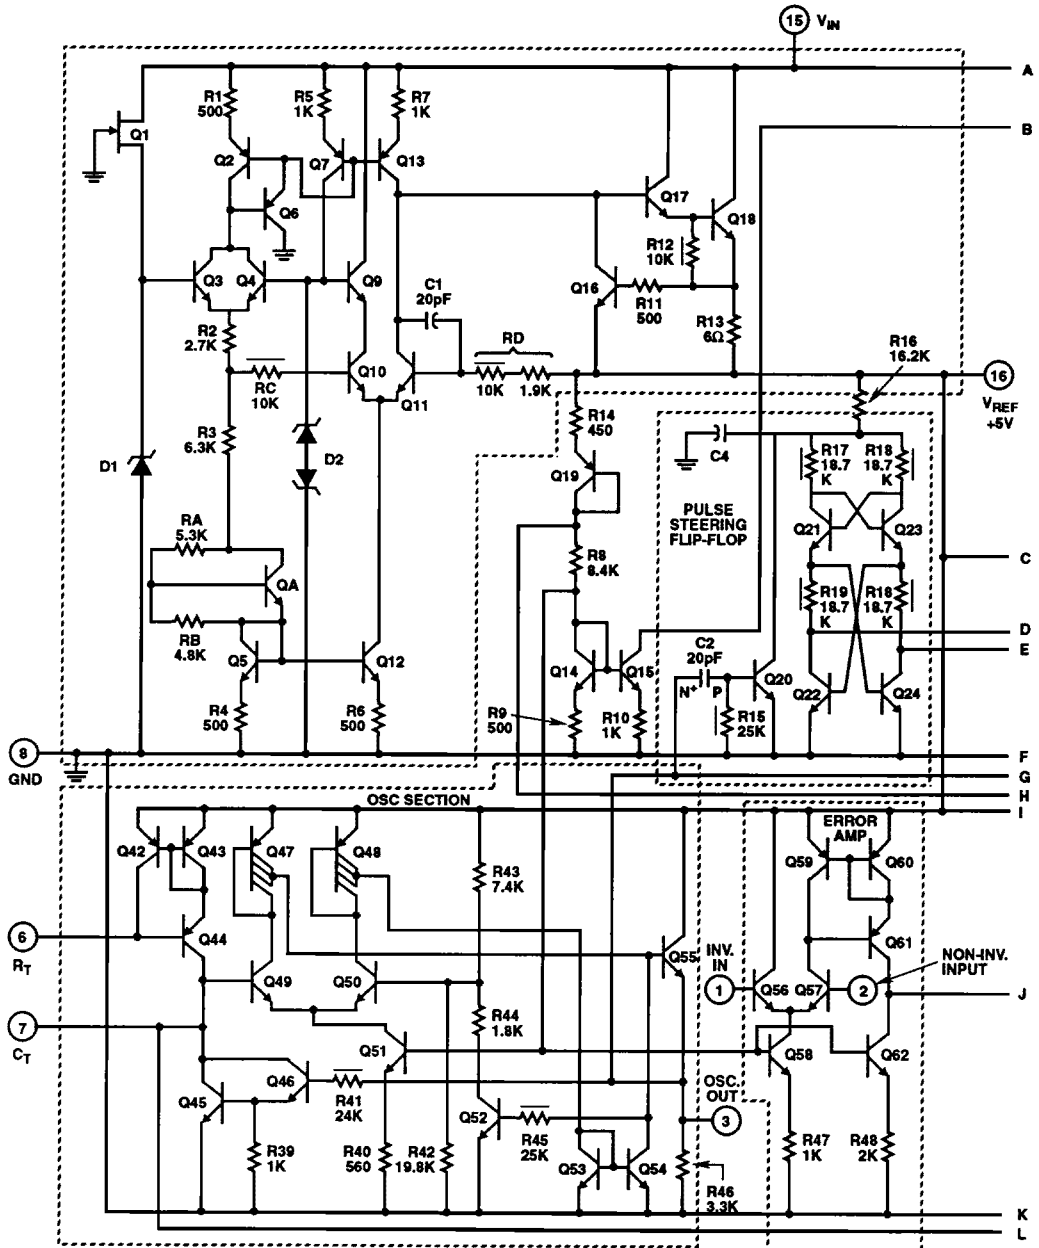 15 VIN
A
R1 500
R5 1K
R7 1K
B
Q1
Q2
Q7
Q13
Q17
Q18
Q6
R12 10K
Q3
Q4
Q9
C1 20pF
Q16
R11 500
R13 6Ω
R2 2.7K
RD
R16 16.2K
RC 10K
Q10
Q11
10K
1.9K
16
VREF +5V
R3 6.3K
R14 450
C4
R17 18.7 K
R18 18.7 K
D1
D2
Q19
PULSE
STEERING
FLIP-FLOP
Q21
Q23
RA 5.3K
R8 8.4K
C
QA
R19 18.7 K
R18 18.7 K
RB 4.8K
D
Q5
Q12
Q14
Q15
C2 20pF
N+ P
Q20
E
Q22
Q24
R4 500
R6 500
R9 500
R10 1K
R15 25K
8
GND
F
G
H
OSC SECTION
I
Q42
Q43
Q47
Q48
R43 7.4K
ERROR
AMP
Q59
Q60
6
RT
Q44
Q55
INV.
IN
1
Q61
NON-INV.
INPUT
2
Q49
Q50
Q56
Q57
J
7
CT
R44 1.8K
Q51
Q58
Q62
Q46
OSC.
OUT
3
Q45
R41 24K
Q52
R45 25K
R39 1K
R40 560
R42 19.8K
Q53
Q54
R47 1K
R48 2K
R46 3.3K
K
L